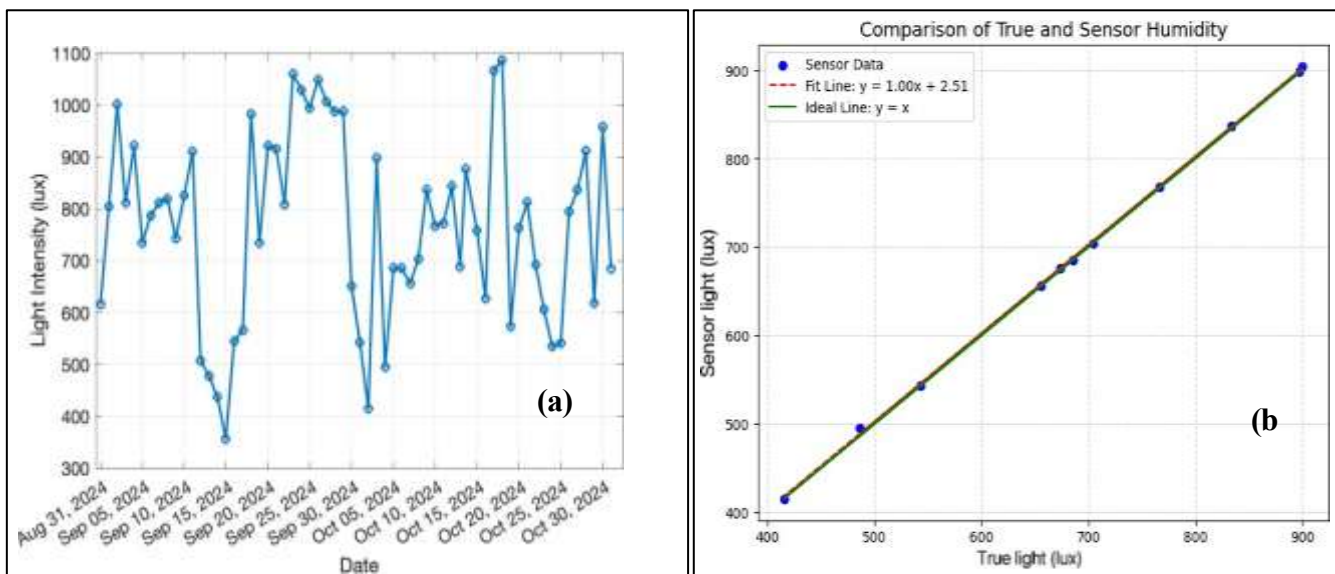 1100
1000
900
800
700
600
500
400
300
Light Intensity (lux)
Aug 31, 2024
Sep 05, 2024
Sep 10, 2024
Sep 15, 2024
Sep 20, 2024
Sep 25, 2024
Sep 30, 2024
Oct 05, 2024
Oct 10, 2024
Oct 15, 2024
Oct 20, 2024
Oct 25, 2024
Oct 30, 2024
Date
(a)
Comparison of True and Sensor Humidity
Sensor Data
Fit Line: y = 1.00x + 2.51
Ideal Line: y = x
900
800
700
600
500
400
Sensor light (lux)
400 500 600 700 800 900
True light (lux)
(b